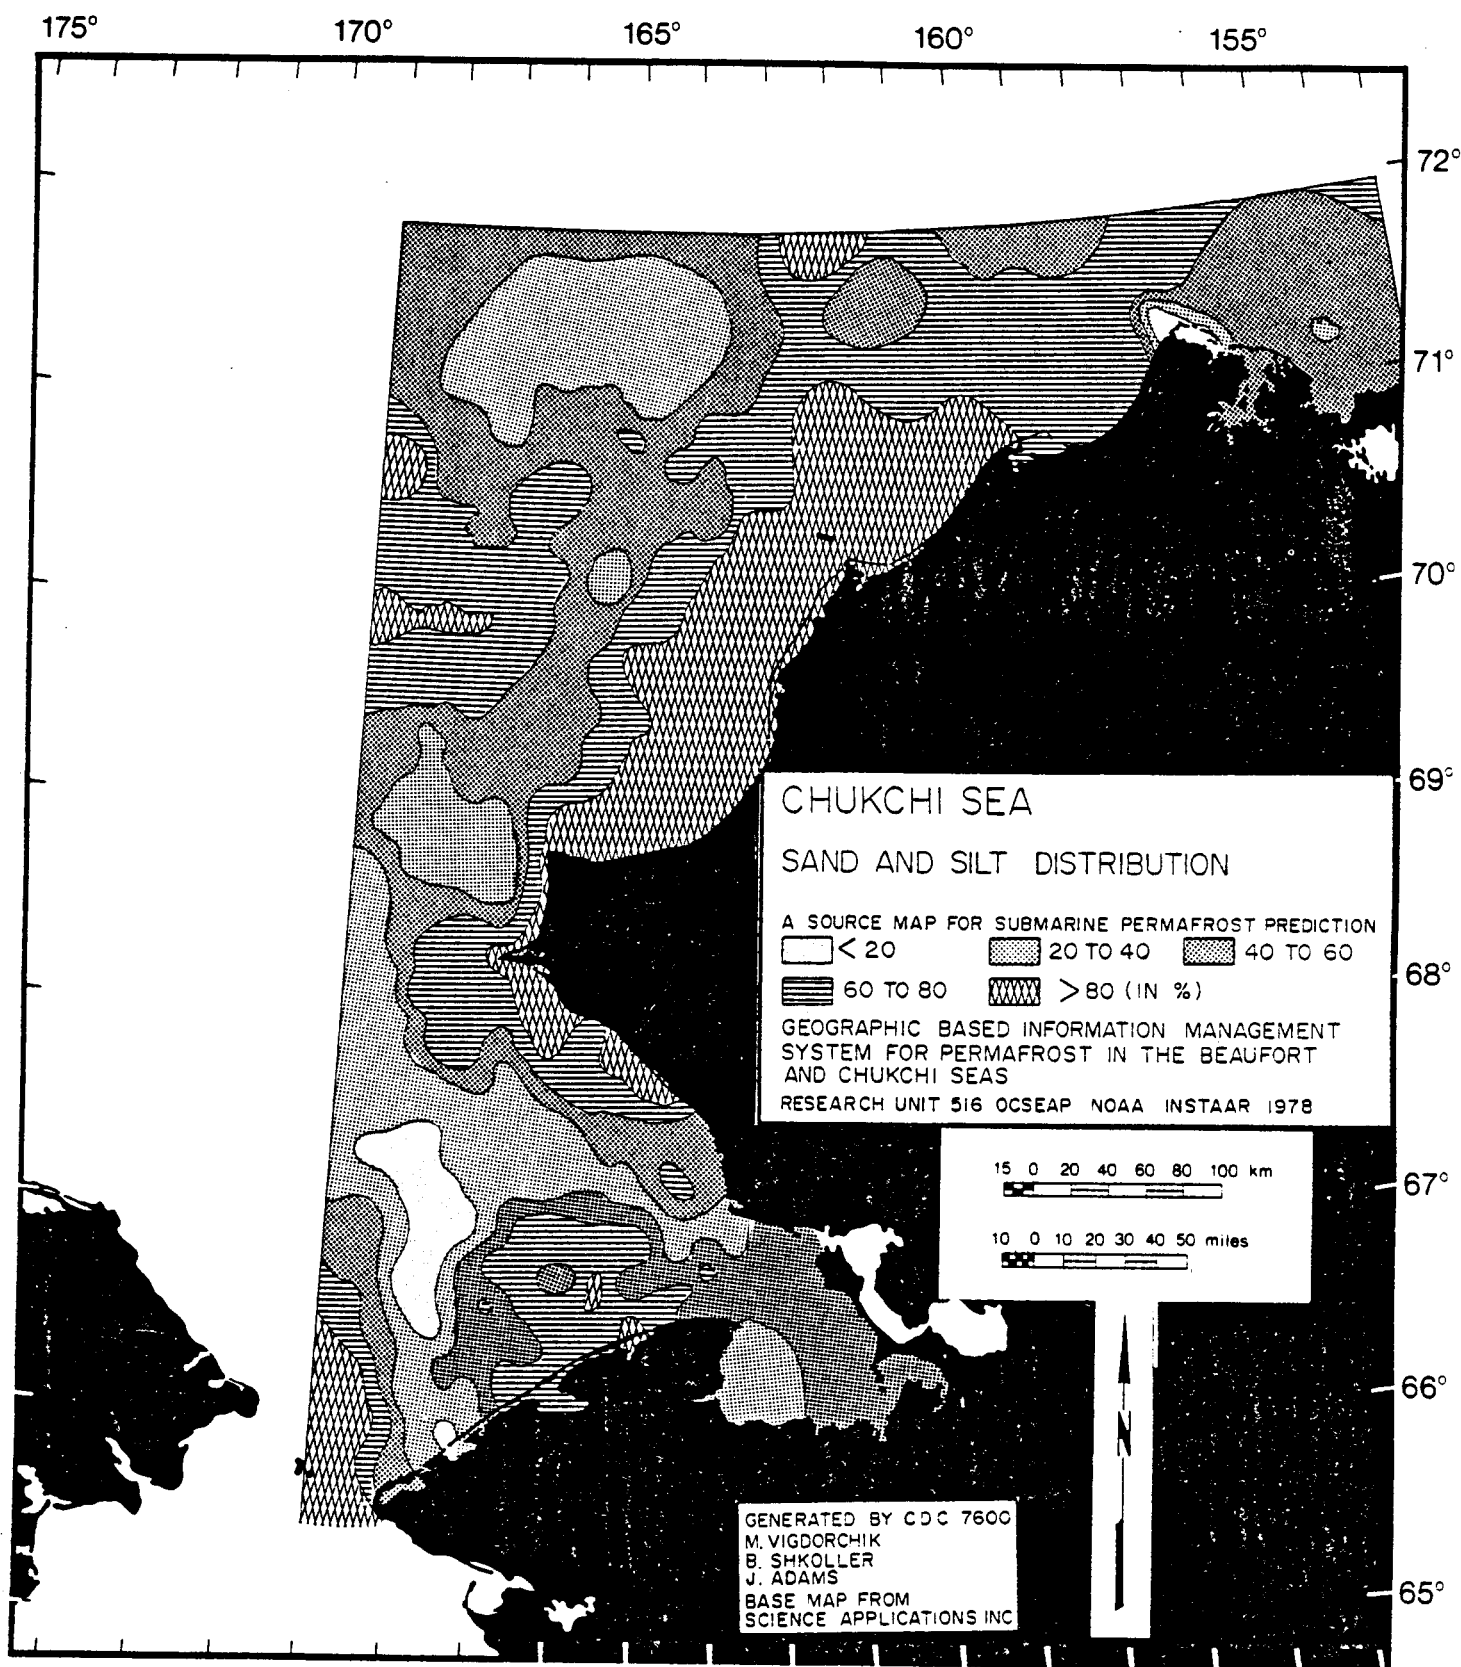 175° 170° 165° 160° 155°
72°
71°
70°
69°
68°
67°
66°
65°
CHUKCHI SEA
SAND AND SILT DISTRIBUTION
A SOURCE MAP FOR SUBMARINE PERMAFROST PREDICTION
< 20 20 TO 40 40 TO 60
60 TO 80 > 80 (IN %)
GEOGRAPHIC BASED INFORMATION MANAGEMENT
SYSTEM FOR PERMAFROST IN THE BEAUFORT
AND CHUKCHI SEAS
RESEARCH UNIT 516 OCSEAP NOAA INSTAAR 1978
15 0 20 40 60 80 100 km
10 0 10 20 30 40 50 miles
N
GENERATED BY CDC 7600
M. VIGDORCHIK
B. SHKOLLER
J. ADAMS
BASE MAP FROM
SCIENCE APPLICATIONS INC